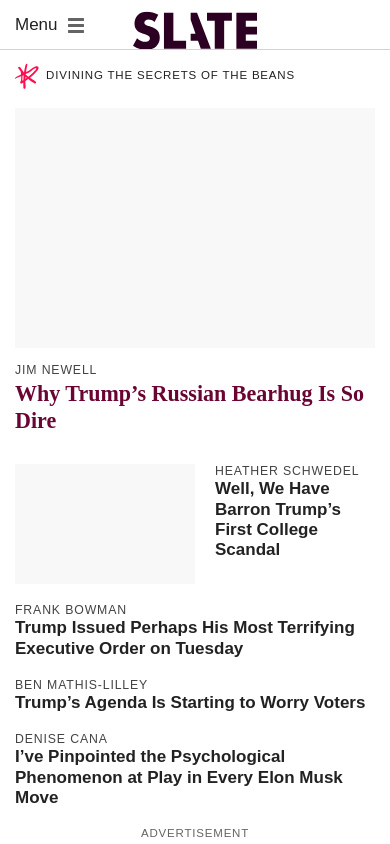 Menu
SLATE
DIVINING THE SECRETS OF THE BEANS
JIM NEWELL
Why Trump’s Russian Bearhug Is So
Dire
HEATHER SCHWEDEL
Well, We Have
Barron Trump’s
First College
Scandal
FRANK BOWMAN
Trump Issued Perhaps His Most Terrifying
Executive Order on Tuesday
BEN MATHIS-LILLEY
Trump’s Agenda Is Starting to Worry Voters
DENISE CANA
I’ve Pinpointed the Psychological
Phenomenon at Play in Every Elon Musk
Move
ADVERTISEMENT